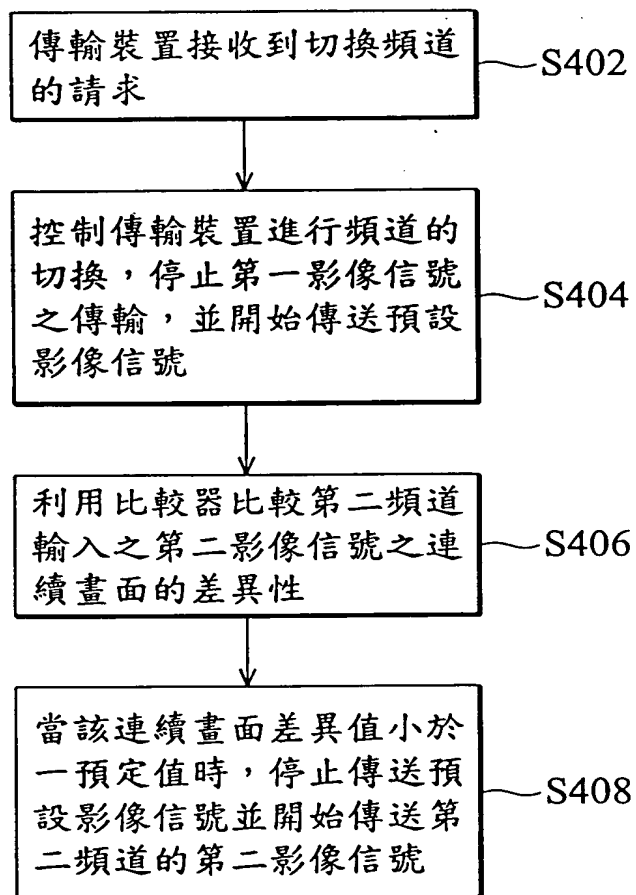 傳輸裝置接收到切換頻道
的請求
S402
控制傳輸裝置進行頻道的
切換，停止第一影像信號
之傳輸，並開始傳送預設
影像信號
S404
利用比較器比較第二頻道
輸入之第二影像信號之連
續畫面的差異性
S406
當該連續畫面差異值小於
一預定值時，停止傳送預
設影像信號並開始傳送第
二頻道的第二影像信號
S408